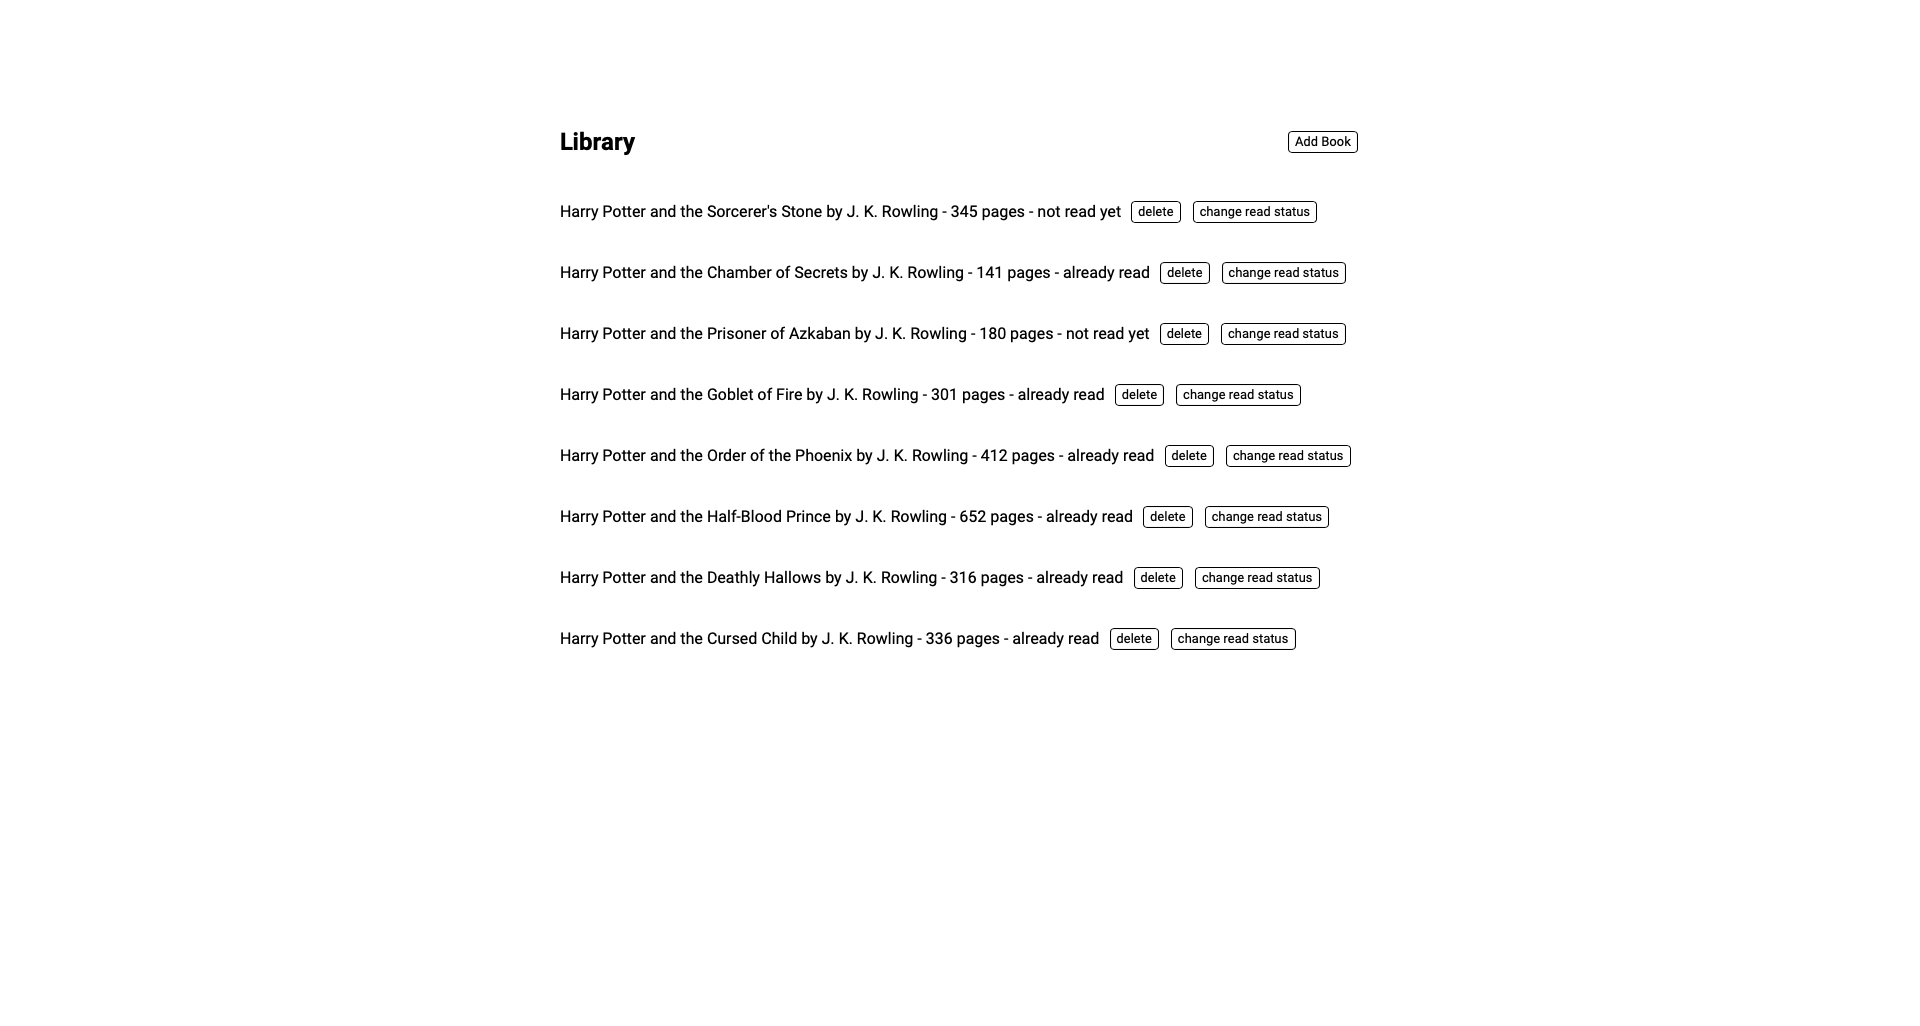 Library Add Book
Harry Potter and the Sorcerer's Stone by J. K. Rowling - 345 pages - not read yet delete change read status
Harry Potter and the Chamber of Secrets by J. K. Rowling - 141 pages - already read delete change read status
Harry Potter and the Prisoner of Azkaban by J. K. Rowling - 180 pages - not read yet delete change read status
Harry Potter and the Goblet of Fire by J. K. Rowling - 301 pages - already read delete change read status
Harry Potter and the Order of the Phoenix by J. K. Rowling - 412 pages - already read delete change read status
Harry Potter and the Half-Blood Prince by J. K. Rowling - 652 pages - already read delete change read status
Harry Potter and the Deathly Hallows by J. K. Rowling - 316 pages - already read delete change read status
Harry Potter and the Cursed Child by J. K. Rowling - 336 pages - already read delete change read status